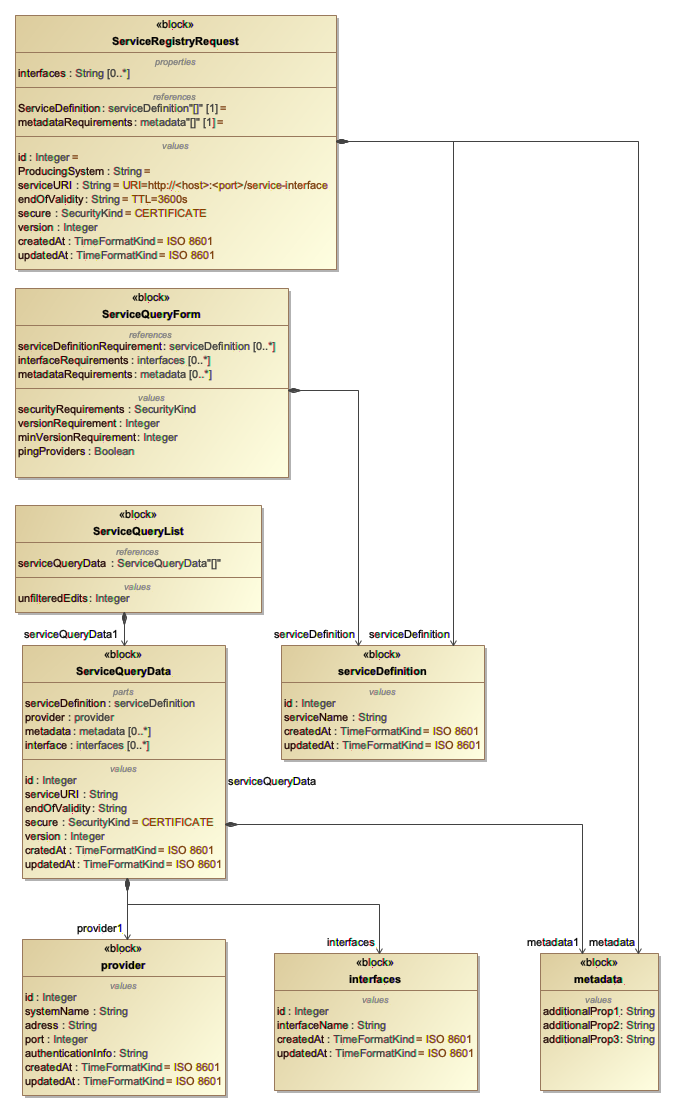 «block»
ServiceRegistryRequest
properties
interfaces : String [0..*]
references
ServiceDefinition : serviceDefinition"[]" [1] =
metadataRequirements : metadata"[]" [1] =
values
id : Integer =
ProducingSystem : String =
serviceURI : String = URI=http://<host>:<port>/service-interface
endOfValidity : String = TTL=3600s
secure : SecurityKind = CERTIFICATE
version : Integer
createdAt : TimeFormatKind = ISO 8601
updatedAt : TimeFormatKind = ISO 8601
«block»
ServiceQueryForm
references
serviceDefinitionRequirement : serviceDefinition [0..*]
interfaceRequirements : interfaces [0..*]
metadataRequirements : metadata [0..*]
values
securityRequirements : SecurityKind
versionRequirement : Integer
minVersionRequirement : Integer
pingProviders : Boolean
«block»
ServiceQueryList
references
serviceQueryData : ServiceQueryData"[]"
values
unfilteredEdits : Integer
serviceQueryData1
serviceDefinition
serviceDefinition
«block»
ServiceQueryData
parts
serviceDefinition : serviceDefinition
provider : provider
metadata : metadata [0..*]
interface : interfaces [0..*]
values
id : Integer
serviceURI : String
endOfValidity : String
secure : SecurityKind = CERTIFICATE
version : Integer
cratedAt : TimeFormatKind = ISO 8601
updatedAt : TimeFormatKind = ISO 8601
«block»
serviceDefinition
values
id : Integer
serviceName : String
createdAt : TimeFormatKind = ISO 8601
updatedAt : TimeFormatKind = ISO 8601
serviceQueryData
provider1
interfaces
metadata1
metadata
«block»
provider
values
id : Integer
systemName : String
adress : String
port : Integer
authenticationInfo : String
createdAt : TimeFormatKind = ISO 8601
updatedAt : TimeFormatKind = ISO 8601
«block»
interfaces
values
id : Integer
interfaceName : String
createdAt : TimeFormatKind = ISO 8601
updatedAt : TimeFormatKind = ISO 8601
«block»
metadata
values
additionalProp1 : String
additionalProp2 : String
additionalProp3 : String